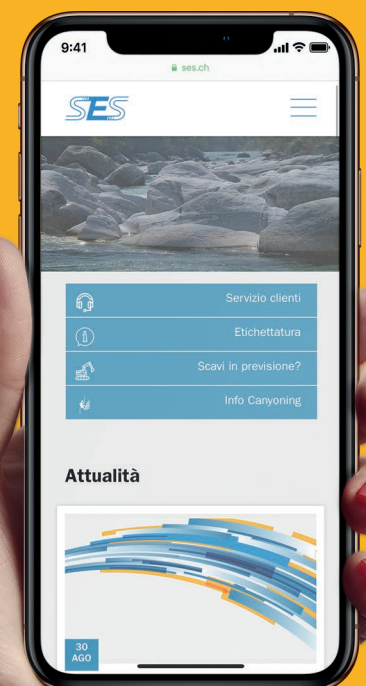 9:41
ses.ch
SES
Servizio clienti
Etichettatura
Scavi in previsione?
Info Canyoning
Attualità
30
AGO